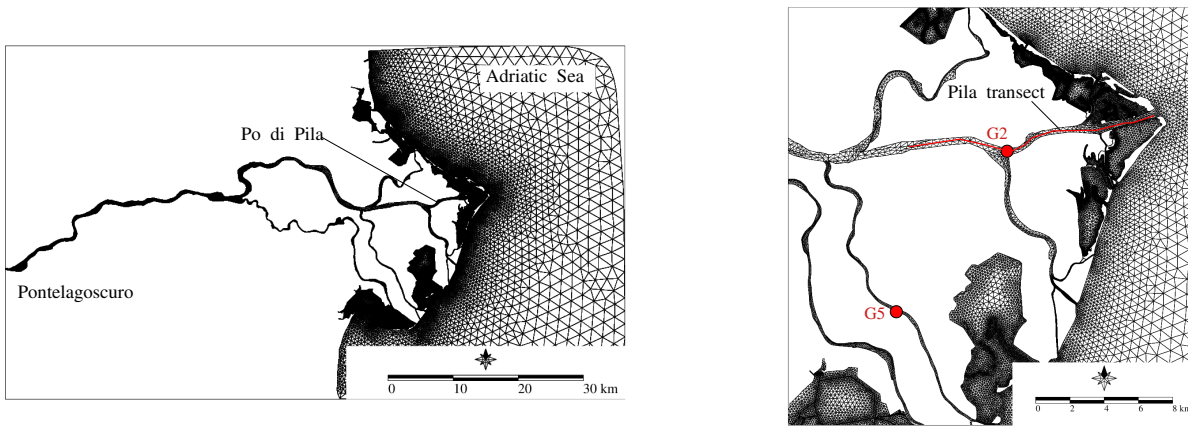 Adriatic Sea
Po di Pila
Pontelagoscuro
0 10 20 30 km
Pila transect
G2
G5
0 2 4 6 8 km